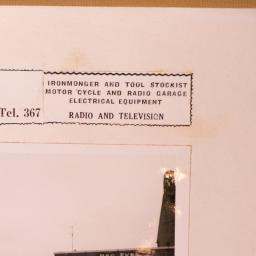 IRONMONGER AND TOOL STOCKIST
MOTOR CYCLE AND RADIO GARAGE
ELECTRICAL EQUIPMENT
Tel. 367
RADIO AND TELEVISION